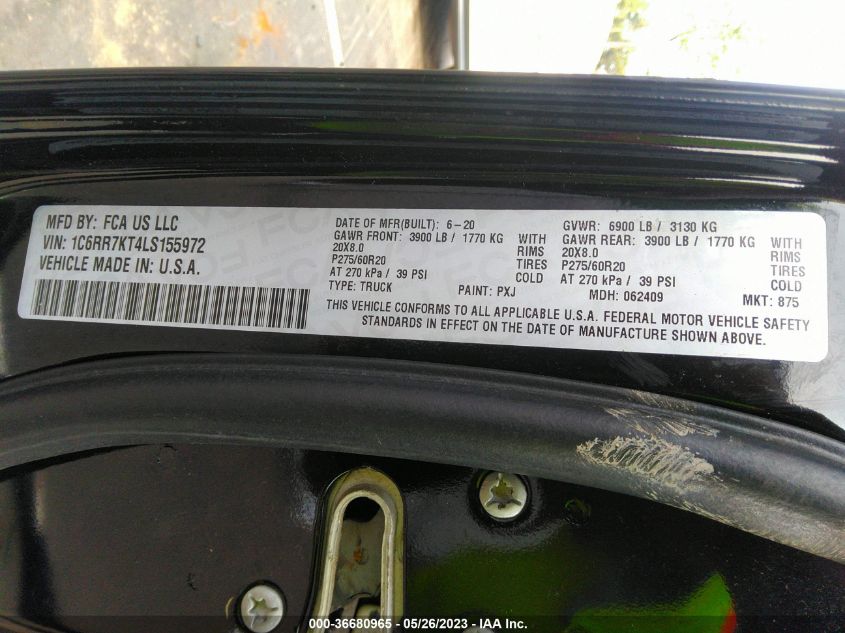 MFD BY: FCA US LLC
VIN: 1C6RR7KT4LS155972
VEHICLE MADE IN: U.S.A.
DATE OF MFR(BUILT): 6-20
GAWR FRONT: 3900 LB / 1770 KG WITH
20X8.0 RIMS
P275/60R20 TIRES
AT 270 kPa / 39 PSI COLD
TYPE: TRUCK PAINT: PXJ
GVWR: 6900 LB / 3130 KG
GAWR REAR: 3900 LB / 1770 KG WITH
20X8.0 RIMS
P275/60R20 TIRES
AT 270 kPa / 39 PSI COLD
MDH: 062409 MKT: 875
THIS VEHICLE CONFORMS TO ALL APPLICABLE U.S.A. FEDERAL MOTOR VEHICLE SAFETY
STANDARDS IN EFFECT ON THE DATE OF MANUFACTURE SHOWN ABOVE.
000-36680965 - 05/26/2023 - IAA Inc.